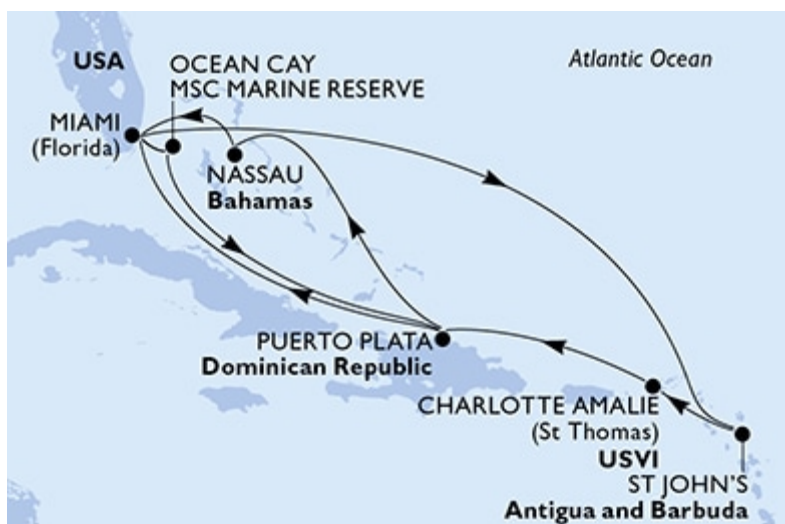 USA
Atlantic Ocean
OCEAN CAY
MSC MARINE RESERVE
MIAMI
(Florida)
NASSAU
Bahamas
PUERTO PLATA
Dominican Republic
CHARLOTTE AMALIE
(St Thomas)
USVI
ST JOHN'S
Antigua and Barbuda